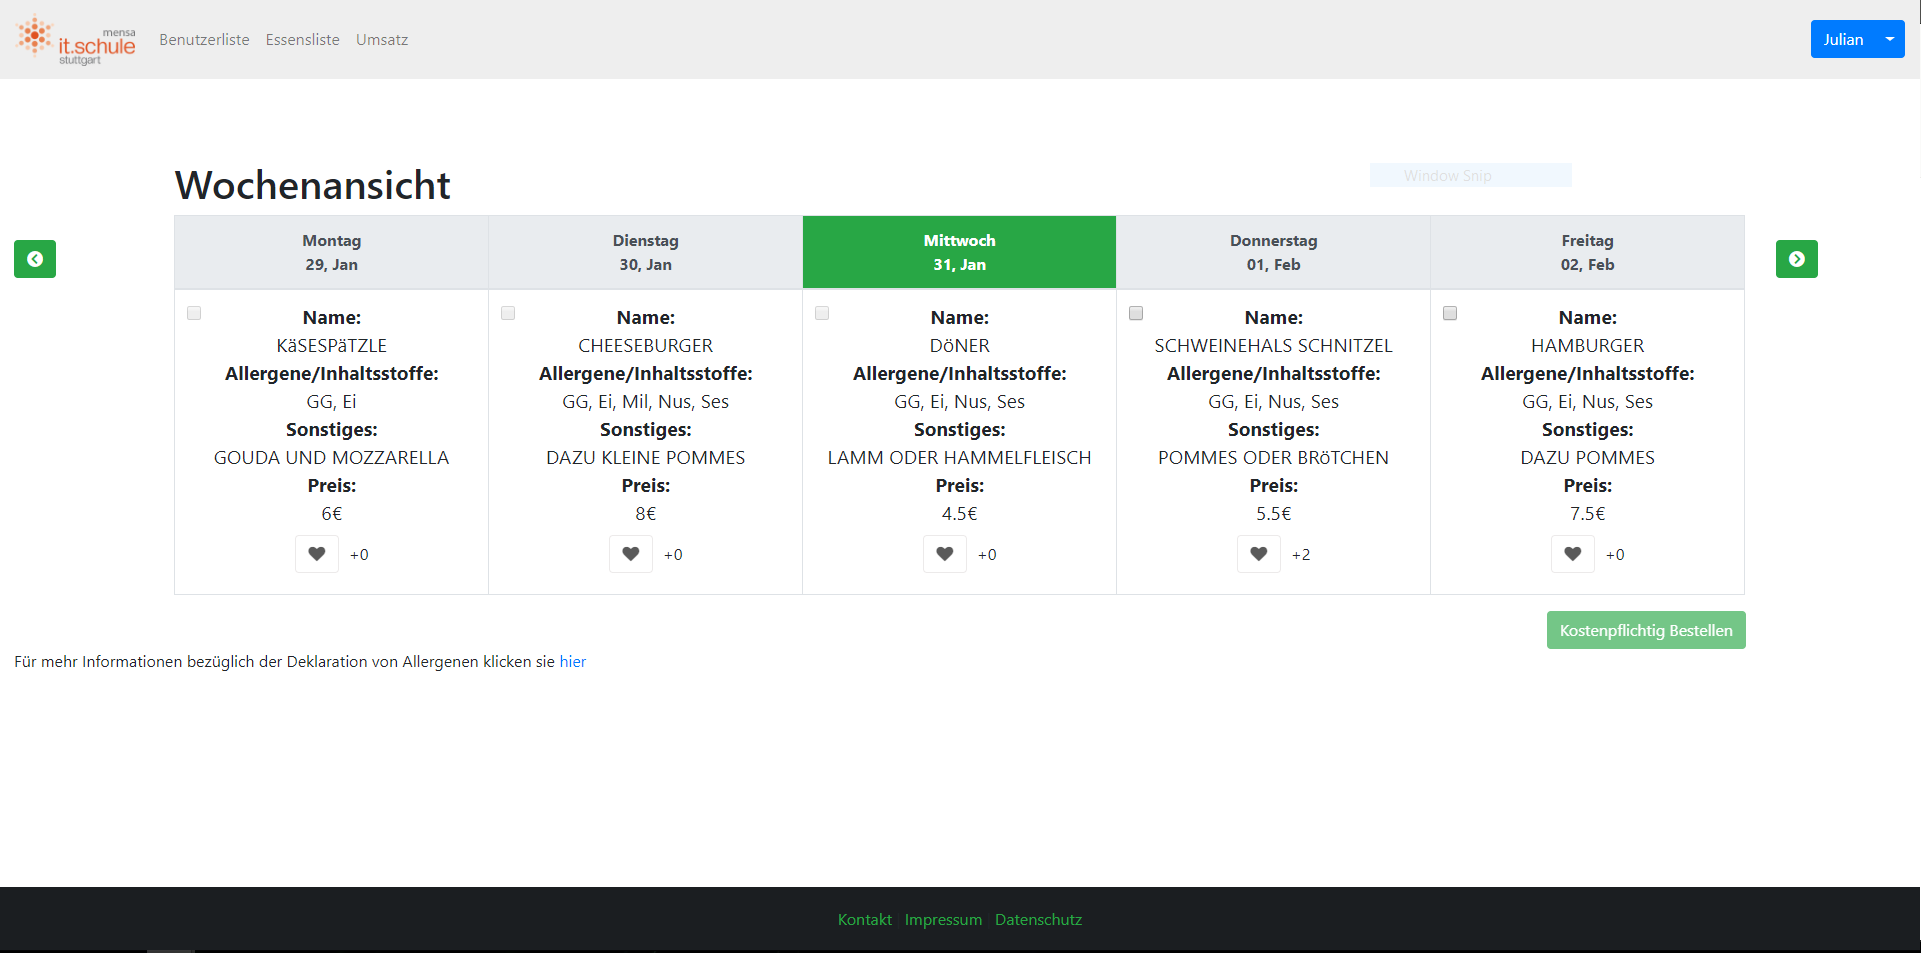 mensa
it.schule
stuttgart
Benutzerliste Essensliste Umsatz
Julian
Wochenansicht
Window Snip
Montag
29, Jan
Dienstag
30, Jan
Mittwoch
31, Jan
Donnerstag
01, Feb
Freitag
02, Feb
Name:
KäSESPäTZLE
Allergene/Inhaltsstoffe:
GG, Ei
Sonstiges:
GOUDA UND MOZZARELLA
Preis:
6€
+0
Name:
CHEESEBURGER
Allergene/Inhaltsstoffe:
GG, Ei, Mil, Nus, Ses
Sonstiges:
DAZU KLEINE POMMES
Preis:
8€
+0
Name:
DöNER
Allergene/Inhaltsstoffe:
GG, Ei, Nus, Ses
Sonstiges:
LAMM ODER HAMMELFLEISCH
Preis:
4.5€
+0
Name:
SCHWEINEHALS SCHNITZEL
Allergene/Inhaltsstoffe:
GG, Ei, Nus, Ses
Sonstiges:
POMMES ODER BRöTCHEN
Preis:
5.5€
+2
Name:
HAMBURGER
Allergene/Inhaltsstoffe:
GG, Ei, Nus, Ses
Sonstiges:
DAZU POMMES
Preis:
7.5€
+0
Kostenpflichtig Bestellen
Für mehr Informationen bezüglich der Deklaration von Allergenen klicken sie hier
Kontakt | Impressum | Datenschutz